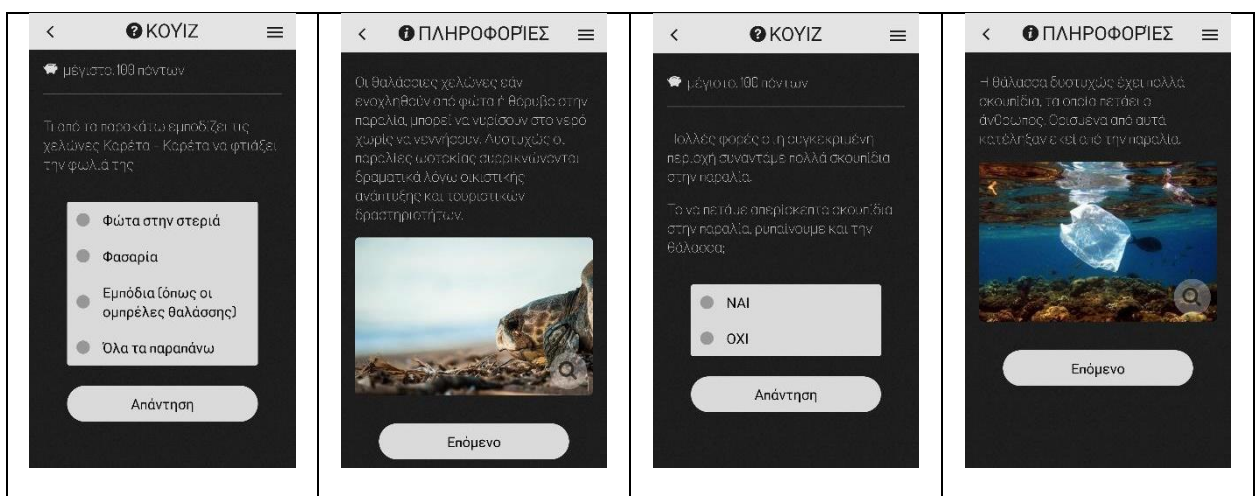 ΚΟΥΙΖ
μέγιστο. 100 πόντων
Τι από τα παρακάτω εμποδίζει τις
χελώνες Καρέτα - Καρέτα να φτιάξει
την φωλιά της
Φώτα στην στεριά
Φασαρία
Εμπόδια (όπως οι
ομπρέλες θαλάσσης)
Όλα τα παραπάνω
Απάντηση
ΠΛΗΡΟΦΟΡΊΕΣ
Οι θαλάσσιες χελώνες εάν
ενοχληθούν από φώτα ή θόρυβο στην
παραλία, μπορεί να γυρίσουν στο νερό
χωρίς να γεννήσουν. Δυστυχώς οι
παραλίες ωοτοκίας συρρικνώνονται
δραματικά λόγω οικιστικής
ανάπτυξης και τουριστικών
δραστηριοτήτων.
Επόμενο
ΚΟΥΙΖ
μέγιστο. 100 πόντων
Πολλές φορές στη συγκεκριμένη
περιοχή συναντάμε πολλά σκουπίδια
στην παραλία.
Το να πετάμε απερίσκεπτα σκουπίδια
στην παραλία, ρυπαίνουμε και την
θάλασσα;
ΝΑΙ
ΟΧΙ
Απάντηση
ΠΛΗΡΟΦΟΡΊΕΣ
Η θάλασσα δυστυχώς έχει πολλά
σκουπίδια, τα οποία πετάει ο
άνθρωπος. Ορισμένα από αυτά
κατέληξαν εκεί από την παραλία.
Επόμενο